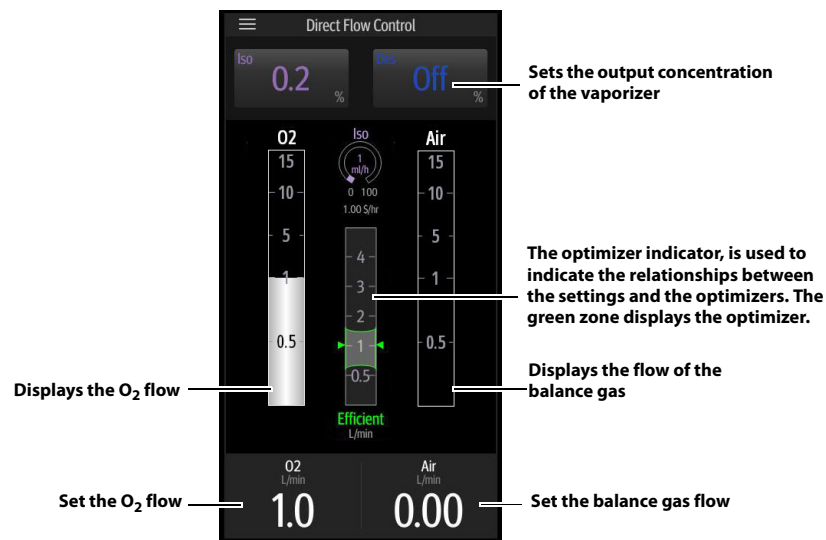 Direct Flow Control
Iso
0.2
%
Des
Off
%
Sets the output concentration
of the vaporizer
O2
15
10
5
1
0.5
Iso
1
ml/h
0 100
1.00 $/hr
4
3
2
1
0.5
Efficient
L/min
Air
15
10
5
1
0.5
The optimizer indicator, is used to
indicate the relationships between
the settings and the optimizers. The
green zone displays the optimizer.
Displays the flow of the
balance gas
Displays the O2 flow
Set the O2 flow
O2
L/min
1.0
Air
L/min
0.00
Set the balance gas flow